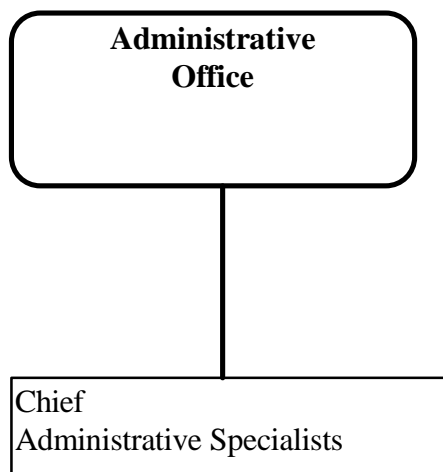 Administrative
Office
Chief
Administrative Specialists